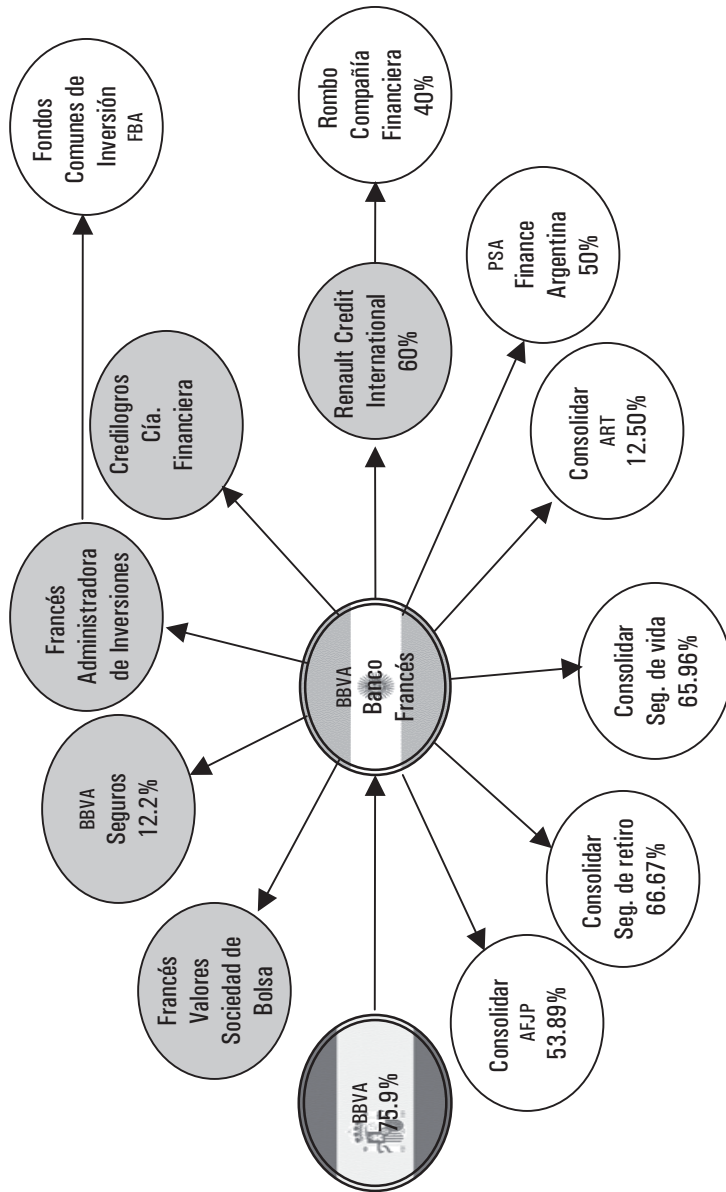 Fondos
Comunes de
Inversión FBA
Francés
Administradora
de Inversiones
Credilogros
Cía.
Financiera
BBVA
Seguros
12.2%
Francés
Valores
Sociedad de
Bolsa
BBVA
75.9%
BBVA
Banco
Francés
Renault Credit
International
60%
Rombo
Compañía
Financiera
40%
Consolidar
AFJP
53.89%
Consolidar
Seg. de retiro
66.67%
Consolidar
Seg. de vida
65.96%
Consolidar
ART
12.50%
PSA
Finance
Argentina
50%